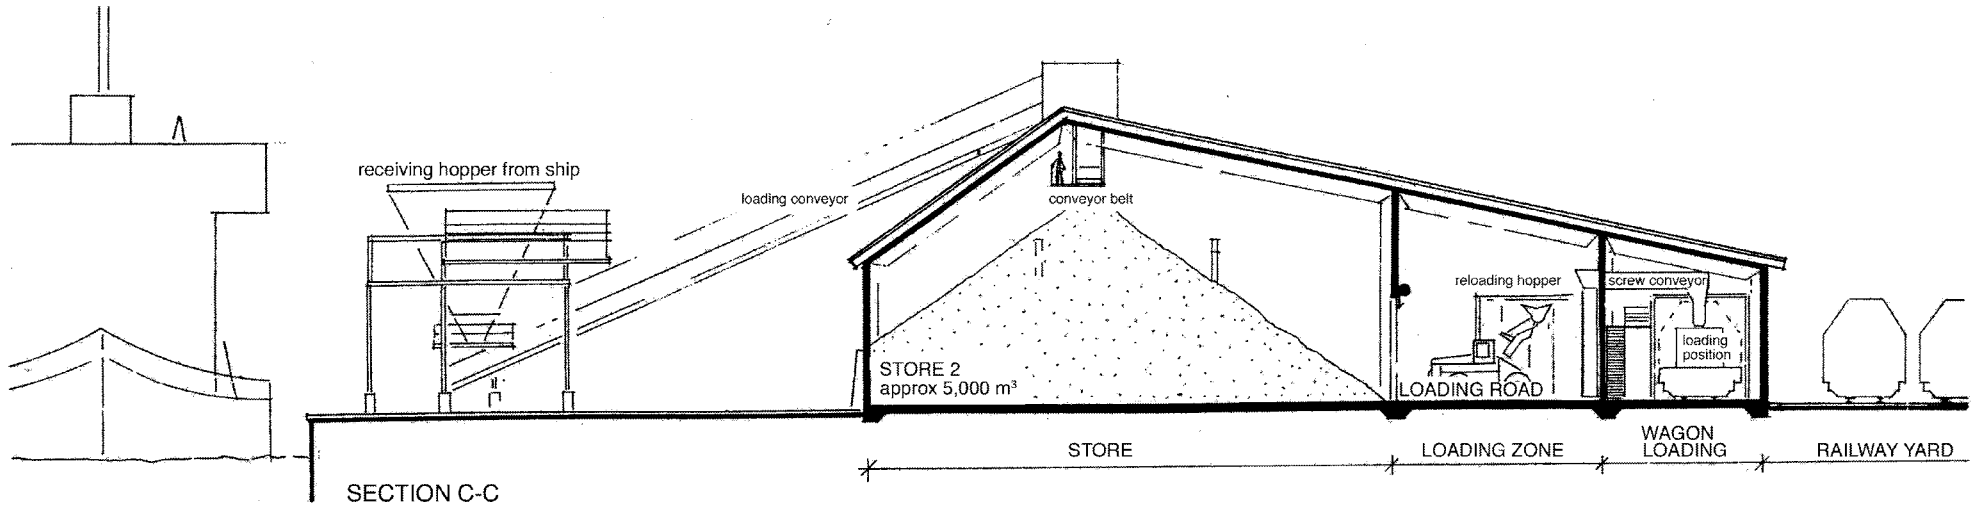 receiving hopper from ship
loading conveyor
conveyor belt
reloading hopper
screw conveyor
loading
position
STORE 2
approx 5,000 m³
LOADING ROAD
STORE
LOADING ZONE
WAGON
LOADING
RAILWAY YARD
SECTION C-C